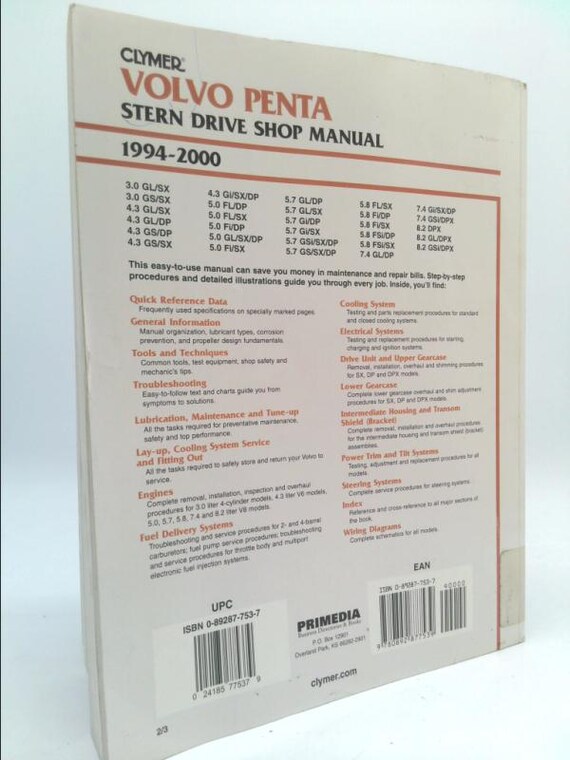 CLYMER®
VOLVO PENTA
STERN DRIVE SHOP MANUAL
1994-2000
3.0 GL/SX
3.0 GS/SX
4.3 GL/SX
4.3 GL/DP
4.3 GS/DP
4.3 GS/SX
4.3 Gi/SX/DP
5.0 FL/DP
5.0 FL/SX
5.0 Fi/DP
5.0 GL/SX/DP
5.0 Fi/SX
5.7 GL/DP
5.7 GL/SX
5.7 Gi/DP
5.7 Gi/SX
5.7 GSi/SX/DP
5.7 GS/SX/DP
5.8 FL/SX
5.8 Fi/DP
5.8 Fi/SX
5.8 FSi/DP
5.8 FSi/SX
7.4 GL/DP
7.4 Gi/SX/DP
7.4 GSi/DPX
8.2 DPX
8.2 GL/DPX
8.2 GSi/DPX
This easy-to-use manual can save you money in maintenance and repair bills. Step-by-step
procedures and detailed illustrations guide you through every job. Inside, you'll find:
Quick Reference Data
Frequently used specifications on specially marked pages.
General Information
Manual organization, lubricant types, corrosion
prevention, and propeller design fundamentals.
Tools and Techniques
Common tools, test equipment, shop safety and
mechanic's tips.
Troubleshooting
Easy-to-follow text and charts guide you from
symptoms to solutions.
Lubrication, Maintenance and Tune-up
All the tasks required for preventative maintenance,
safety and top performance.
Lay-up, Cooling System Service
and Fitting Out
All the tasks required to safely store and return your Volvo to
service.
Engines
Complete removal, installation, inspection and overhaul
procedures for 3.0 liter 4-cylinder models, 4.3 liter V6 models,
5.0, 5.7, 5.8, 7.4 and 8.2 liter V8 models.
Fuel Delivery Systems
Troubleshooting and service procedures for 2- and 4-barrel
carburetors; fuel pump service procedures; troubleshooting
and service procedures for throttle body and multiport
electronic fuel injection systems.
Cooling System
Testing and parts replacement procedures for standard
and closed cooling systems.
Electrical Systems
Testing and replacement procedures for starting,
charging and ignition systems.
Drive Unit and Upper Gearcase
Removal, installation, overhaul and shimming procedures
for SX, DP and DPX models.
Lower Gearcase
Complete lower gearcase overhaul and shim adjustment
procedures for SX, DP and DPX models.
Intermediate Housing and Transom
Shield (Bracket)
Complete removal, installation and overhaul procedures
for the intermediate housing and transom shield (bracket)
assemblies.
Power Trim and Tilt Systems
Testing, adjustment and replacement procedures for all
models.
Steering Systems
Complete service procedures for steering systems.
Index
Reference and cross-reference to all major sections of
the book.
Wiring Diagrams
Complete schematics for all models.
UPC
ISBN 0-89287-753-7
0 24185 77537 9
PRIMEDIA
Business Directories & Books
P.O. Box 12901
Overland Park, KS 66282-2901
clymer.com
EAN
ISBN 0-89287-753-7
40000
9 780892 877539
2/3